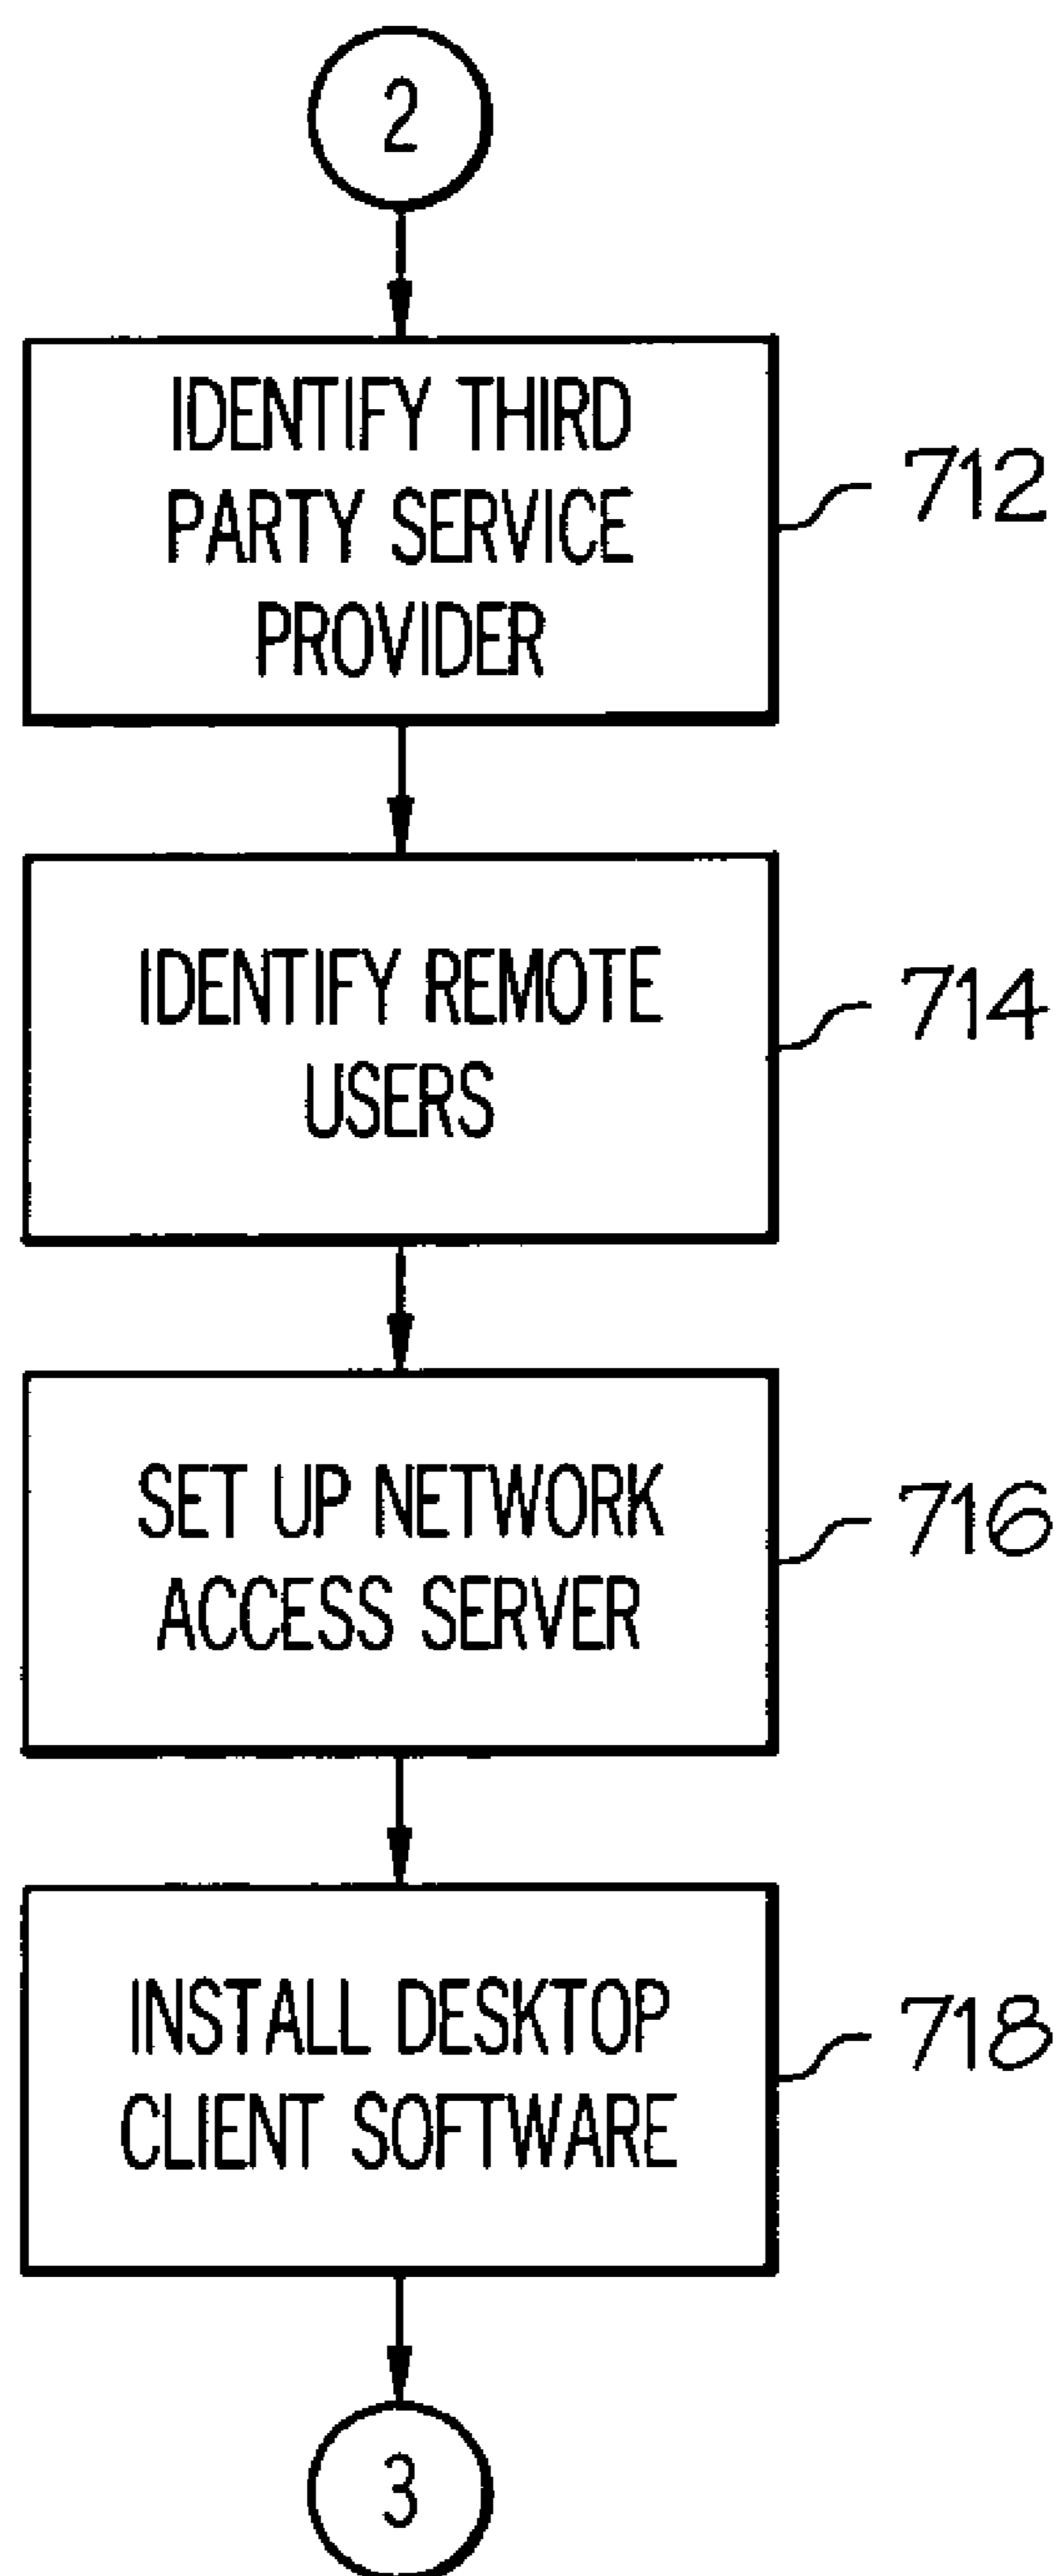 2
IDENTIFY THIRD
PARTY SERVICE
PROVIDER
712
IDENTIFY REMOTE
USERS
714
SET UP NETWORK
ACCESS SERVER
716
INSTALL DESKTOP
CLIENT SOFTWARE
718
3